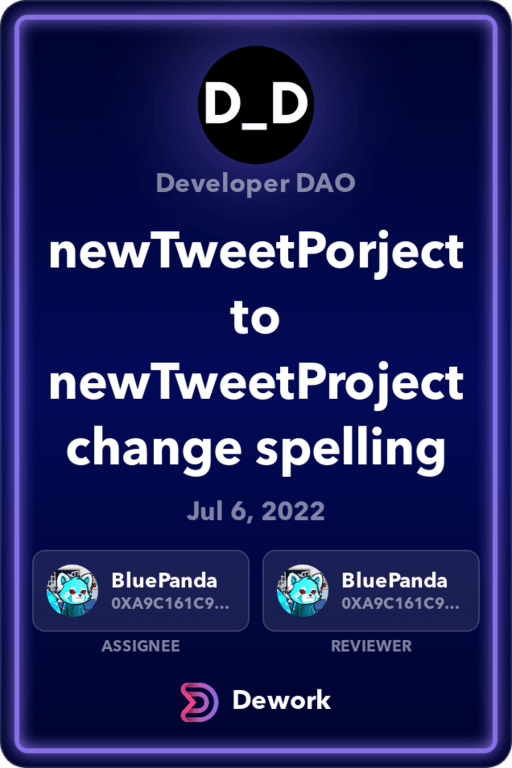 D_D
Developer DAO
newTweetPorject
to
newTweetProject
change spelling
Jul 6, 2022
BluePanda
0XA9C161C9...
ASSIGNEE
BluePanda
0XA9C161C9...
REVIEWER
Dework